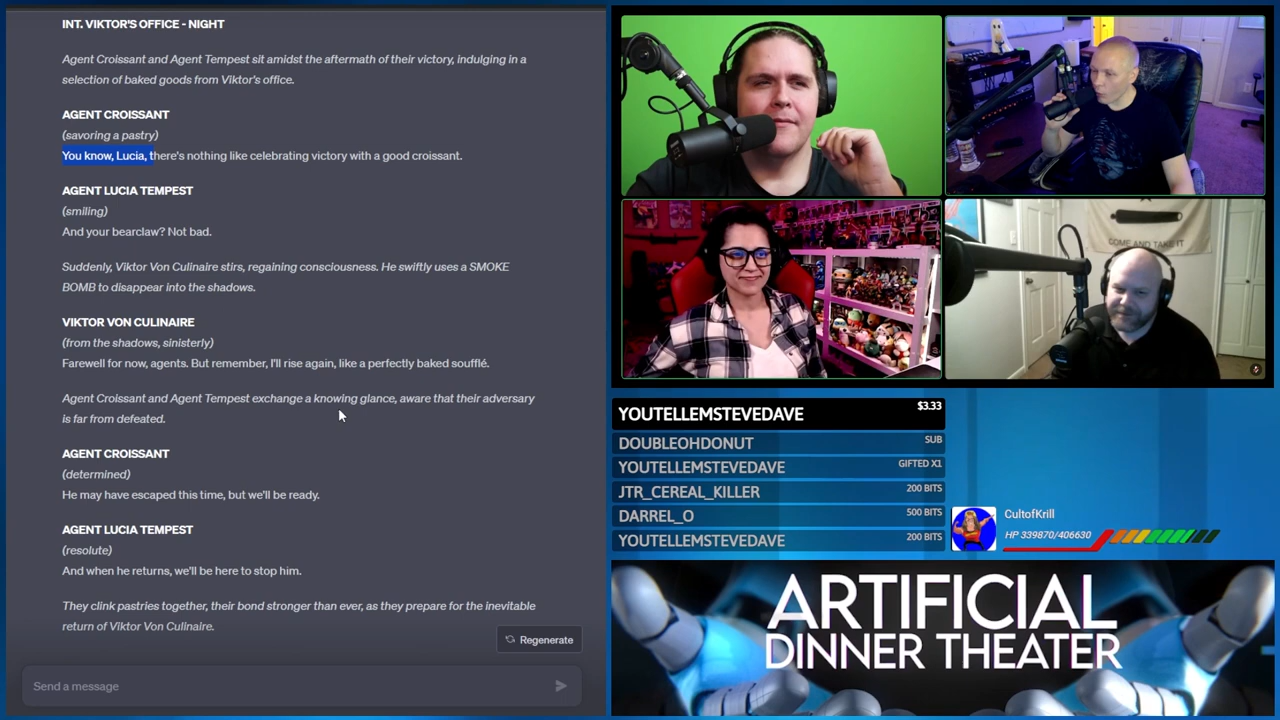 INT. VIKTOR'S OFFICE - NIGHT
Agent Croissant and Agent Tempest sit amidst the aftermath of their victory, indulging in a
selection of baked goods from Viktor's office.
AGENT CROISSANT
(savoring a pastry)
You know, Lucia, there's nothing like celebrating victory with a good croissant.
AGENT LUCIA TEMPEST
(smiling)
And your bearclaw? Not bad.
Suddenly, Viktor Von Culinaire stirs, regaining consciousness. He swiftly uses a SMOKE
BOMB to disappear into the shadows.
VIKTOR VON CULINAIRE
(from the shadows, sinisterly)
Farewell for now, agents. But remember, I'll rise again, like a perfectly baked soufflé.
Agent Croissant and Agent Tempest exchange a knowing glance, aware that their adversary
is far from defeated.
AGENT CROISSANT
(determined)
He may have escaped this time, but we'll be ready.
AGENT LUCIA TEMPEST
(resolute)
And when he returns, we'll be here to stop him.
They clink pastries together, their bond stronger than ever, as they prepare for the inevitable
return of Viktor Von Culinaire.
Regenerate
Send a message
COME AND TAKE IT
YOUTELLEMSTEVEDAVE $3.33
DOUBLEOHDONUT SUB
YOUTELLEMSTEVEDAVE GIFTED X1
JTR_CEREAL_KILLER 200 BITS
DARREL_O 500 BITS
YOUTELLEMSTEVEDAVE 200 BITS
CultofKrill
HP 339870/406630
ARTIFICIAL
DINNER THEATER